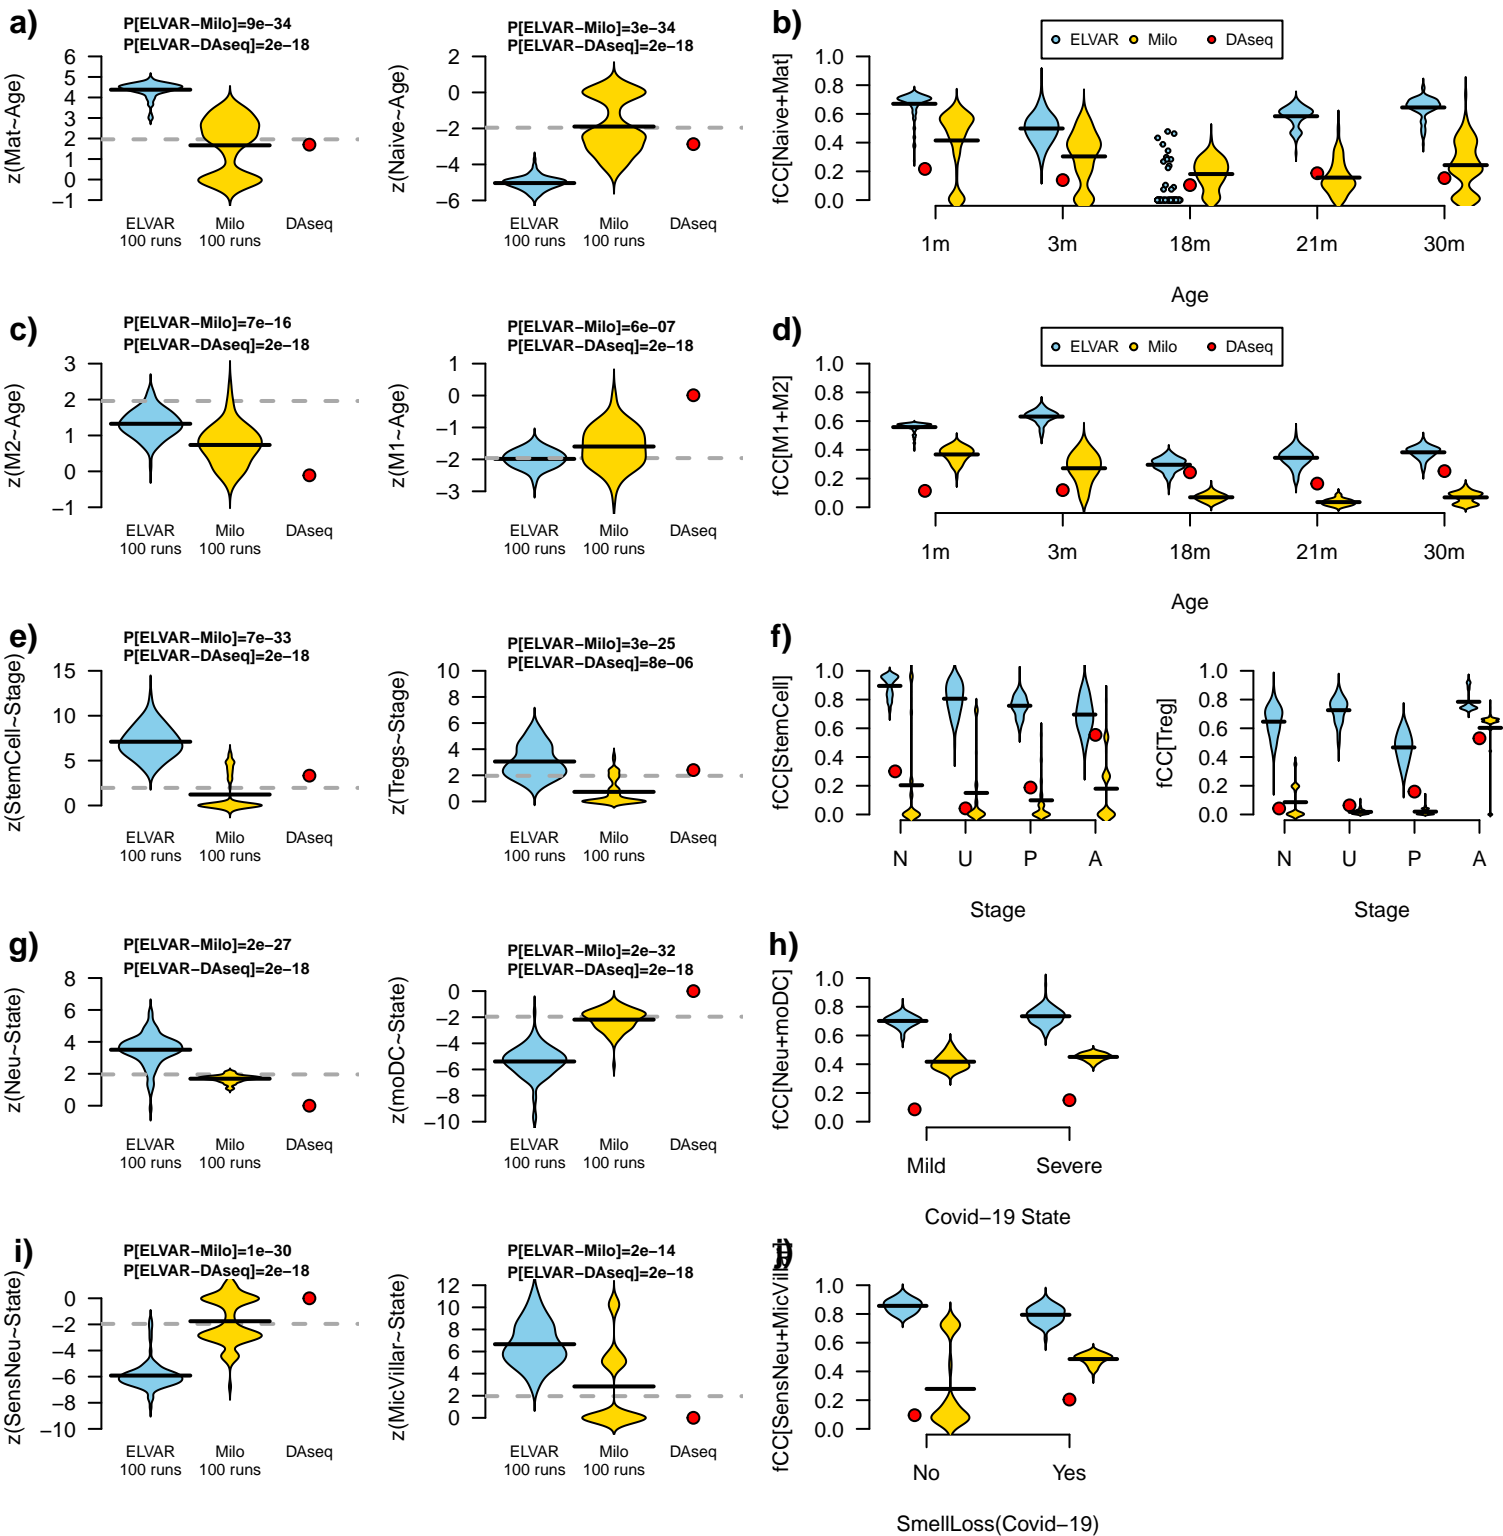 a)
P[ELVAR−Milo]=9e−34
P[ELVAR−DAseq]=2e−18
z(Mat~Age)
6
5
4
3
2
1
0
−1
ELVAR
100 runs
Milo
100 runs
DAseq
P[ELVAR−Milo]=3e−34
P[ELVAR−DAseq]=2e−18
z(Naive~Age)
2
0
−2
−4
−6
b)
ELVAR Milo DAseq
fCC[Naive+Mat]
1.0
0.8
0.6
0.4
0.2
0.0
1m 3m 18m 21m 30m
Age
c)
P[ELVAR−Milo]=7e−16
P[ELVAR−DAseq]=2e−18
z(M2~Age)
3
2
1
0
−1
ELVAR
100 runs
Milo
100 runs
DAseq
P[ELVAR−Milo]=6e−07
P[ELVAR−DAseq]=2e−18
z(M1~Age)
1
0
−1
−2
−3
ELVAR
100 runs
Milo
100 runs
DAseq
d)
ELVAR Milo DAseq
fCC[M1+M2]
1.0
0.8
0.6
0.4
0.2
0.0
1m 3m 18m 21m 30m
Age
e)
P[ELVAR−Milo]=7e−33
P[ELVAR−DAseq]=2e−18
z(StemCell~Stage)
15
10
5
0
ELVAR
100 runs
Milo
100 runs
DAseq
P[ELVAR−Milo]=3e−25
P[ELVAR−DAseq]=8e−06
z(Tregs~Stage)
10
8
6
4
2
0
ELVAR
100 runs
Milo
100 runs
DAseq
f)
fCC[StemCell]
1.0
0.8
0.6
0.4
0.2
0.0
N U P A
Stage
fCC[Treg]
1.0
0.8
0.6
0.4
0.2
0.0
N U P A
Stage
g)
P[ELVAR−Milo]=2e−27
P[ELVAR−DAseq]=2e−18
z(Neu~State)
8
6
4
2
0
ELVAR
100 runs
Milo
100 runs
DAseq
P[ELVAR−Milo]=2e−32
P[ELVAR−DAseq]=2e−18
z(moDC~State)
0
−2
−4
−6
−8
−10
ELVAR
100 runs
Milo
100 runs
DAseq
h)
fCC[Neu+moDC]
1.0
0.8
0.6
0.4
0.2
0.0
Mild Severe
Covid−19 State
i)
P[ELVAR−Milo]=1e−30
P[ELVAR−DAseq]=2e−18
z(SensNeu~State)
0
−2
−4
−6
−8
−10
ELVAR
100 runs
Milo
100 runs
DAseq
P[ELVAR−Milo]=2e−14
P[ELVAR−DAseq]=2e−18
z(MicVillar~State)
12
10
8
6
4
2
0
ELVAR
100 runs
Milo
100 runs
DAseq
j)
fCC[SensNeu+MicVillar]
1.0
0.8
0.6
0.4
0.2
0.0
No Yes
SmellLoss(Covid−19)